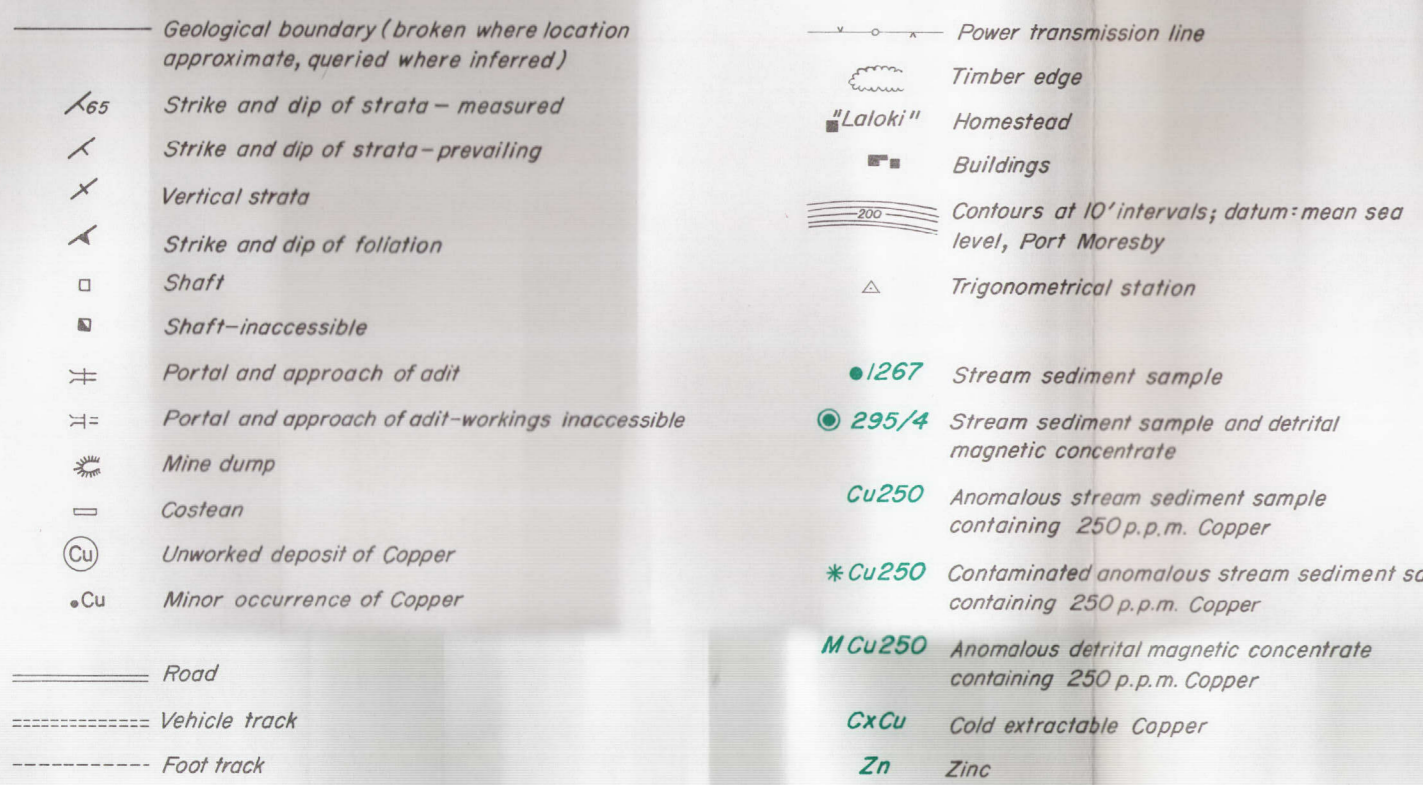 Geological boundary (broken where location
approximate, queried where inferred)
65 Strike and dip of strata – measured
Strike and dip of strata – prevailing
Vertical strata
Strike and dip of foliation
Shaft
Shaft–inaccessible
Portal and approach of adit
Portal and approach of adit–workings inaccessible
Mine dump
Costean
Cu Unworked deposit of Copper
Cu Minor occurrence of Copper
Road
Vehicle track
Foot track
Power transmission line
Timber edge
"Laloki" Homestead
Buildings
200 Contours at 10' intervals; datum = mean sea
level, Port Moresby
Trigonometrical station
1267 Stream sediment sample
295/4 Stream sediment sample and detrital
magnetic concentrate
Cu250 Anomalous stream sediment sample
containing 250 p.p.m. Copper
*Cu250 Contaminated anomalous stream sediment sa
containing 250 p.p.m. Copper
M Cu250 Anomalous detrital magnetic concentrate
containing 250 p.p.m. Copper
CxCu Cold extractable Copper
Zn Zinc